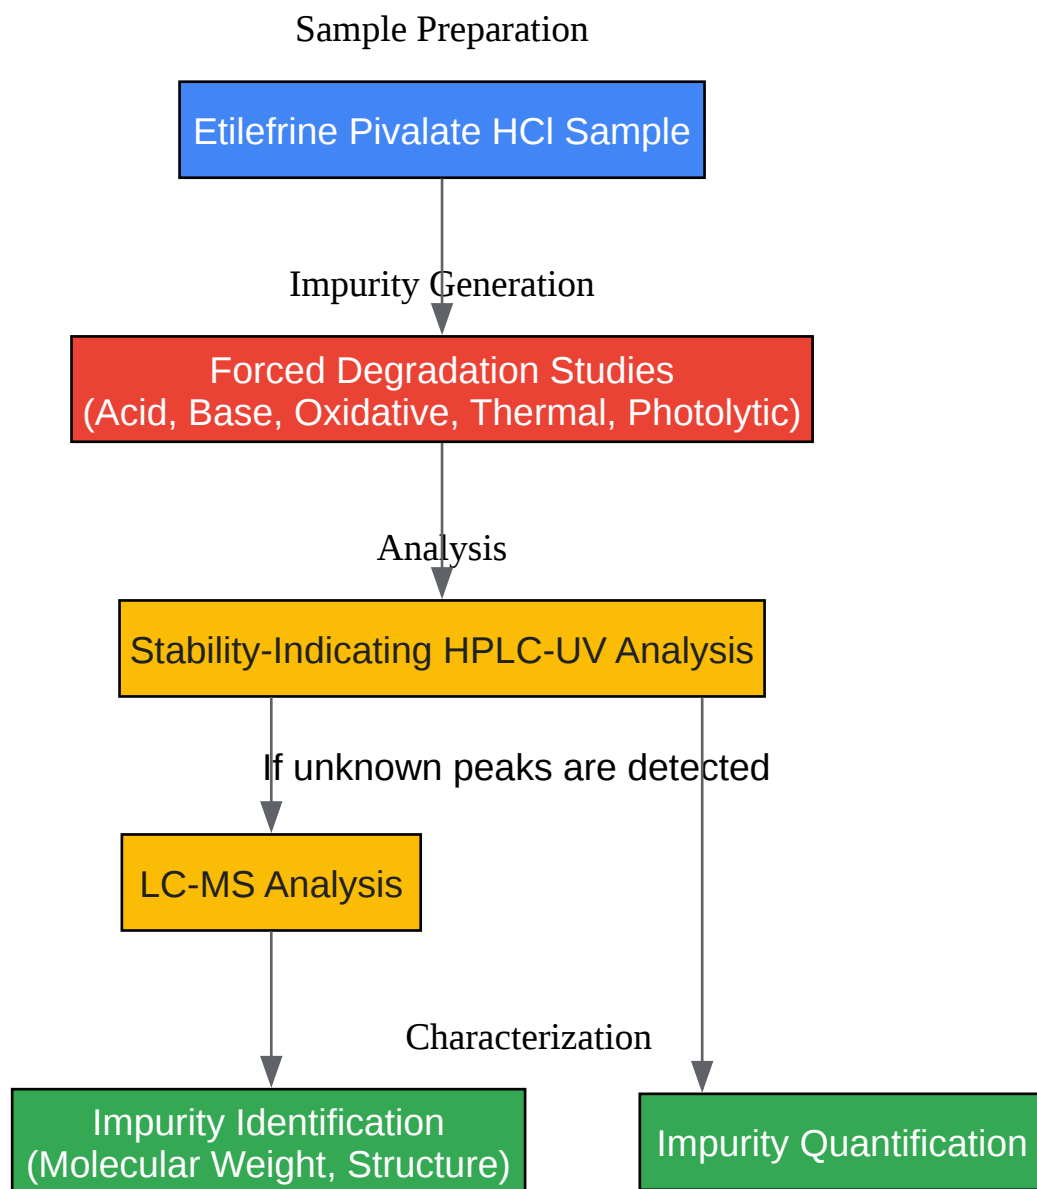 Sample Preparation
Etilefrine Pivalate HCl Sample
Impurity Generation
Forced Degradation Studies
(Acid, Base, Oxidative, Thermal, Photolytic)
Analysis
Stability-Indicating HPLC-UV Analysis
If unknown peaks are detected
LC-MS Analysis
Characterization
Impurity Identification
(Molecular Weight, Structure)
Impurity Quantification